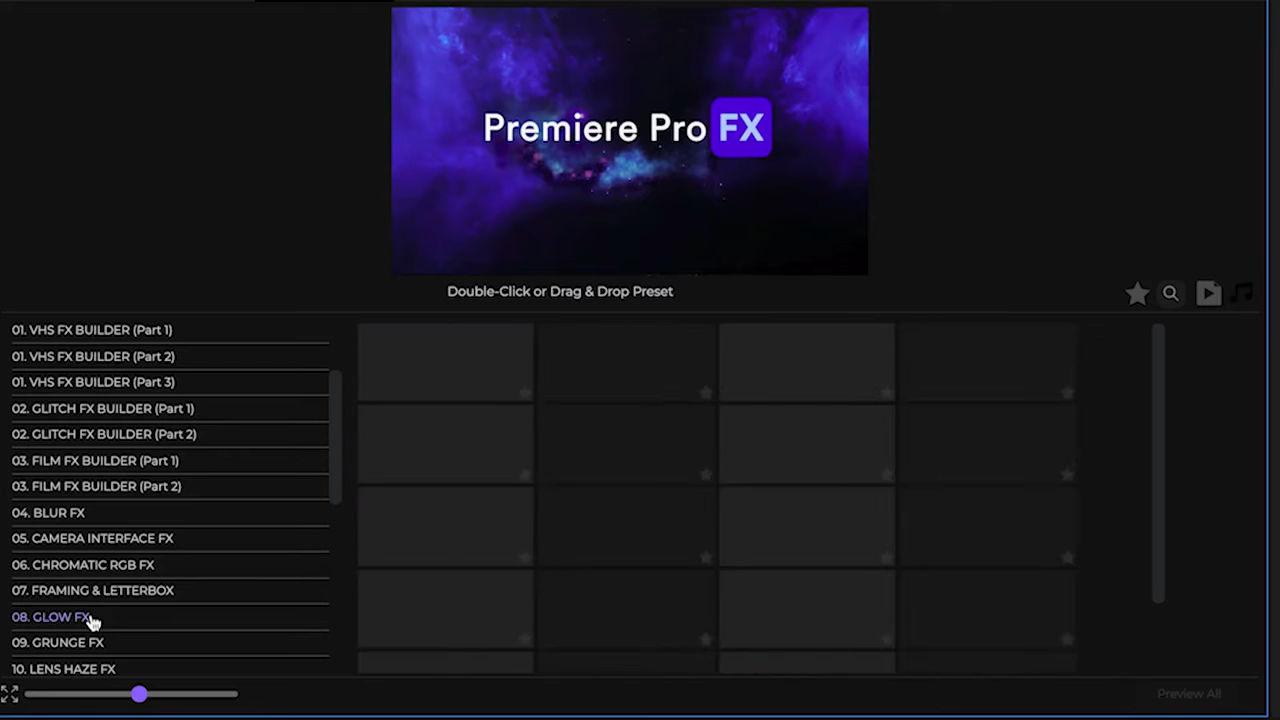 Premiere Pro FX
Double-Click or Drag & Drop Preset
01. VHS FX BUILDER (Part 1)
01. VHS FX BUILDER (Part 2)
01. VHS FX BUILDER (Part 3)
02. GLITCH FX BUILDER (Part 1)
02. GLITCH FX BUILDER (Part 2)
03. FILM FX BUILDER (Part 1)
03. FILM FX BUILDER (Part 2)
04. BLUR FX
05. CAMERA INTERFACE FX
06. CHROMATIC RGB FX
07. FRAMING & LETTERBOX
08. GLOW FX
09. GRUNGE FX
10. LENS HAZE FX
Preview All